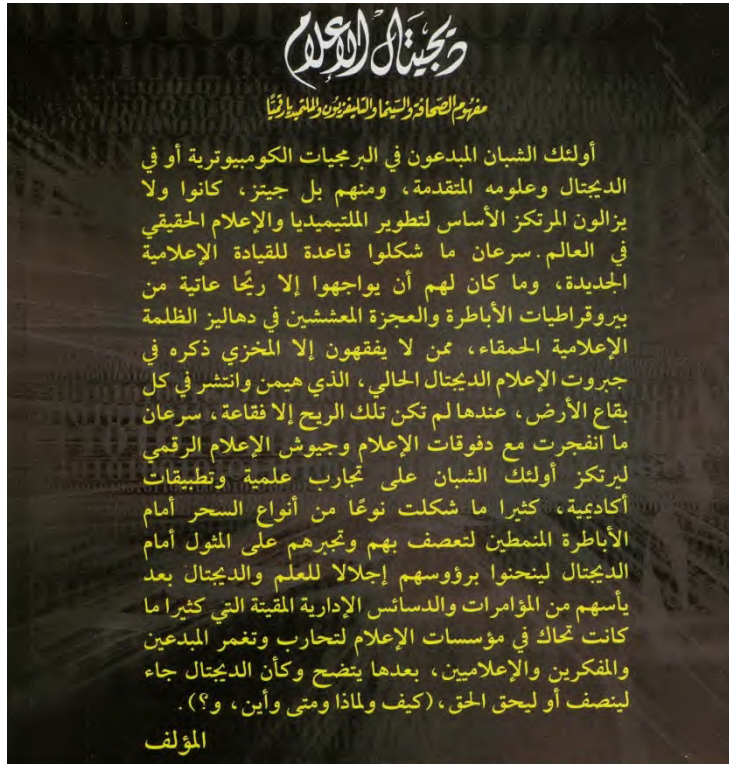 ديجيتال الإعلام
مفهوم الصحافة والسينما والتليفزيون والملتميديا رقميًا
أولئك الشبان المبدعون في البرمجيات الكومبيوترية أو في
الديجتال وعلومه المتقدمة، ومنهم بل جيتز، كانوا ولا
يزالون المرتكز الأساس لتطوير الملتيميديا والإعلام الحقيقي
في العالم. سرعان ما شكلوا قاعدة للقيادة الإعلامية
الجديدة، وما كان لهم أن يواجهوا إلا ريحًا عاتية من
بيروقراطيات الأباطرة والعجزة المعششين في دهاليز الظلمة
الإعلامية الحمقاء، ممن لا يفقهون إلا المخزي ذكره في
جبروت الإعلام الديجتال الحالي، الذي هيمن وانتشر في كل
بقاع الأرض، عندها لم تكن تلك الريح إلا فقاعة، سرعان
ما انفجرت مع دفوقات الإعلام وجيوش الإعلام الرقمي
ليرتكز أولئك الشبان على تجارب علمية وتطبيقات
أكاديمية، كثيرا ما شكلت نوعًا من أنواع السحر أمام
الأباطرة المنمطين لتعصف بهم وتجبرهم على المثول أمام
الديجتال لينحنوا برؤوسهم إجلالا للعلم والديجتال بعد
يأسهم من المؤامرات والدسائس الإدارية المقيتة التي كثيرا ما
كانت تحاك في مؤسسات الإعلام لتحارب وتغمر المبدعين
والمفكرين والإعلاميين، بعدها يتضح وكأن الديجتال جاء
لينصف أو ليحق الحق، (كيف ولماذا ومتى وأين، و؟).
المؤلف